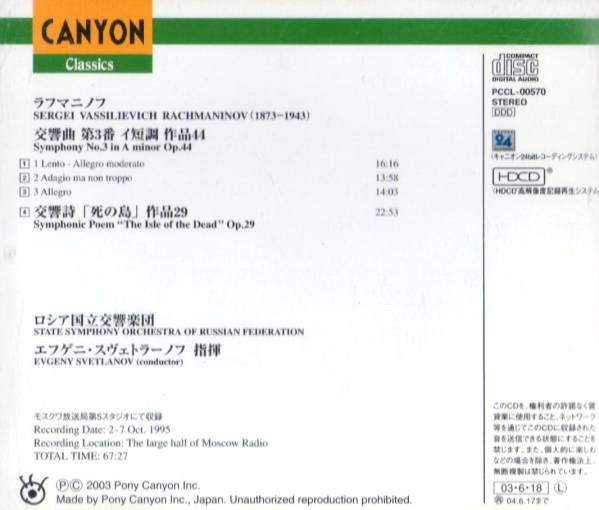 CANYON
Classics
COMPACT
disc
DIGITAL AUDIO
PCCL-00570
STEREO
DDD
24
(キャニオン24bitレコーディングシステム)
HDCD®
(HDCD®高解像度記録再生システム)
ラフマニノフ
SERGEI VASSILIEVICH RACHMANINOV (1873–1943)
交響曲 第3番 イ短調 作品44
Symphony No.3 in A minor Op.44
1 1 Lento - Allegro moderato 16:16
2 2 Adagio ma non troppo 13:58
3 3 Allegro 14:03
4 交響詩「死の島」作品29 22:53
Symphonic Poem “The Isle of the Dead” Op.29
ロシア国立交響楽団
STATE SYMPHONY ORCHESTRA OF RUSSIAN FEDERATION
エフゲニ・スヴェトラーノフ 指揮
EVGENY SVETLANOV (conductor)
モスクワ放送局第5スタジオにて収録
Recording Date: 2-7 Oct. 1995
Recording Location: The large hall of Moscow Radio
TOTAL TIME: 67:27
ⓅⒸ 2003 Pony Canyon Inc.
Made by Pony Canyon Inc., Japan. Unauthorized reproduction prohibited.
このCDを、権利者の許諾なく賃
貸業に使用すること、ネットワーク
等を通じてこのCDに収録された
音を送信できる状態にすることを
禁じます。また、個人的に楽しむ
などの場合を除き、著作権法上、
無断複製は禁じられています。
03・6・18 Ⓛ
㋵04.6.17まで